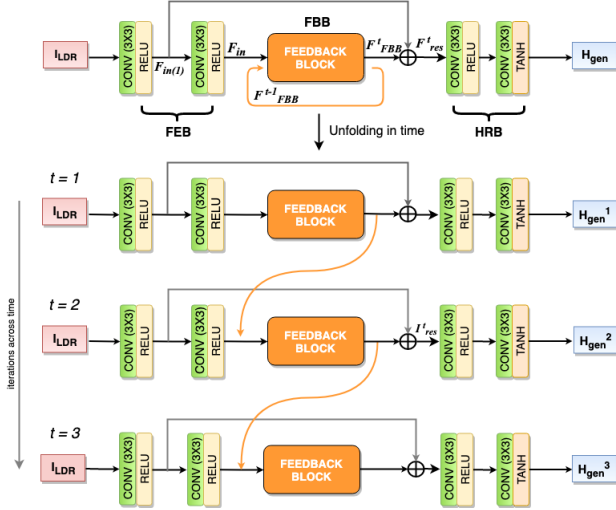 FBB
I_LDR
CONV (3X3)
RELU
F_in(1)
CONV (3X3)
RELU
F_in
FEEDBACK
BLOCK
F^t_FBB
F^t_res
CONV (3X3)
RELU
CONV (3X3)
TANH
H_gen
F^t-1_FBB
FEB
HRB
Unfolding in time
t = 1
I_LDR
CONV (3X3)
RELU
CONV (3X3)
RELU
FEEDBACK
BLOCK
CONV (3X3)
RELU
CONV (3X3)
TANH
H_gen^1
t = 2
I_LDR
CONV (3X3)
RELU
CONV (3X3)
RELU
FEEDBACK
BLOCK
I^t_res
CONV (3X3)
RELU
CONV (3X3)
TANH
H_gen^2
iterations across time
t = 3
I_LDR
CONV (3X3)
RELU
CONV (3X3)
RELU
FEEDBACK
BLOCK
CONV (3X3)
RELU
CONV (3X3)
TANH
H_gen^3